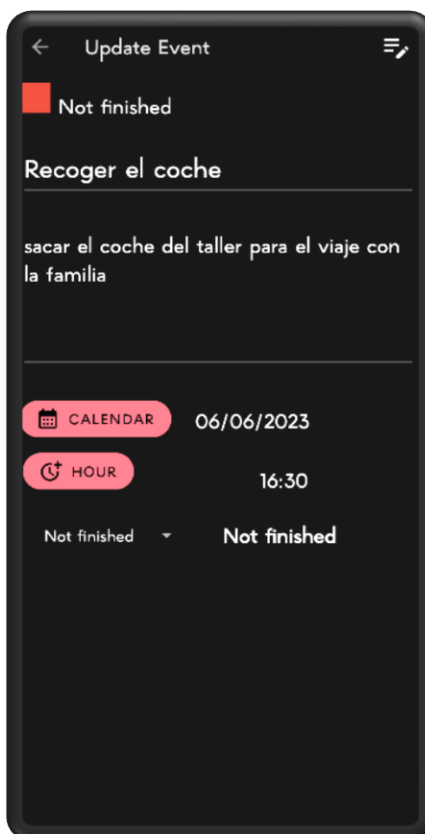 Update Event
Not finished
Recoger el coche
sacar el coche del taller para el viaje con
la familia
CALENDAR 06/06/2023
HOUR 16:30
Not finished Not finished